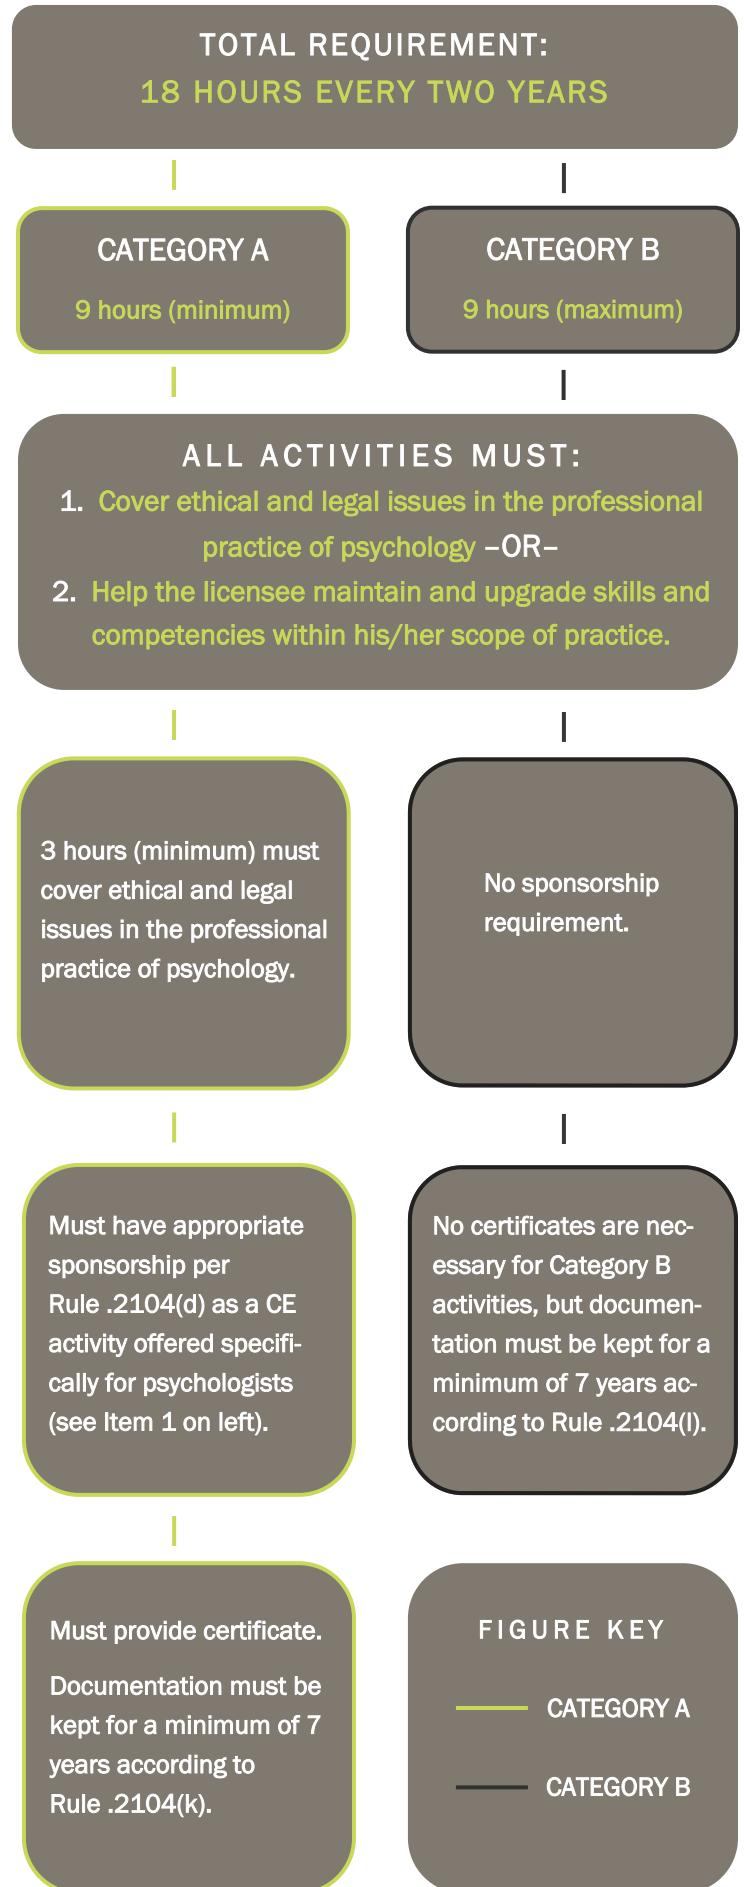 TOTAL REQUIREMENT:
18 HOURS EVERY TWO YEARS
CATEGORY A
9 hours (minimum)
CATEGORY B
9 hours (maximum)
ALL ACTIVITIES MUST:
1. Cover ethical and legal issues in the professional
practice of psychology –OR–
2. Help the licensee maintain and upgrade skills and
competencies within his/her scope of practice.
3 hours (minimum) must
cover ethical and legal
issues in the professional
practice of psychology.
No sponsorship
requirement.
Must have appropriate
sponsorship per
Rule .2104(d) as a CE
activity offered specifi-
cally for psychologists
(see Item 1 on left).
No certificates are nec-
essary for Category B
activities, but documen-
tation must be kept for a
minimum of 7 years ac-
cording to Rule .2104(l).
Must provide certificate.
Documentation must be
kept for a minimum of 7
years according to
Rule .2104(k).
FIGURE KEY
CATEGORY A
CATEGORY B